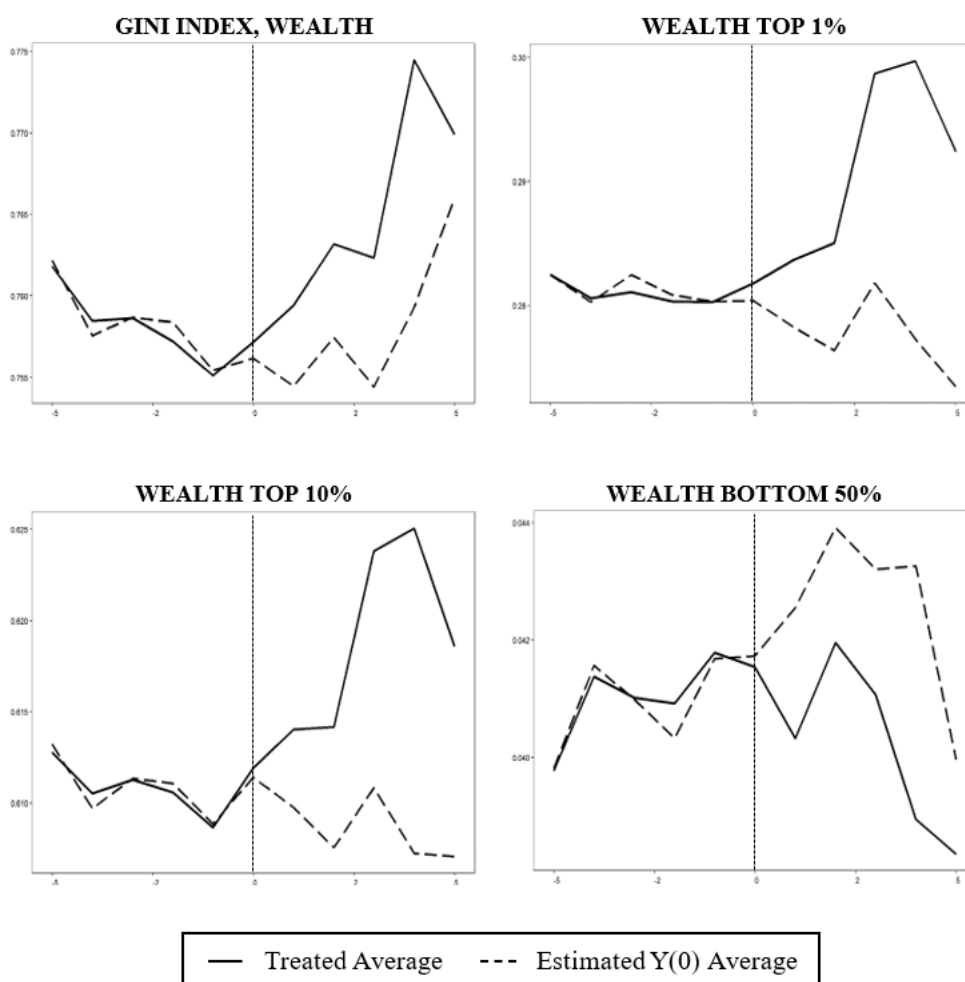 GINI INDEX, WEALTH
0.775
0.770
0.765
0.760
0.755
-5 -2 0 2 5
WEALTH TOP 1%
0.30
0.29
0.28
-5 -2 0 2 5
WEALTH TOP 10%
0.625
0.620
0.615
0.610
-5 -2 0 2 5
WEALTH BOTTOM 50%
0.044
0.042
0.040
-5 -2 0 2 5
Treated Average Estimated Y(0) Average